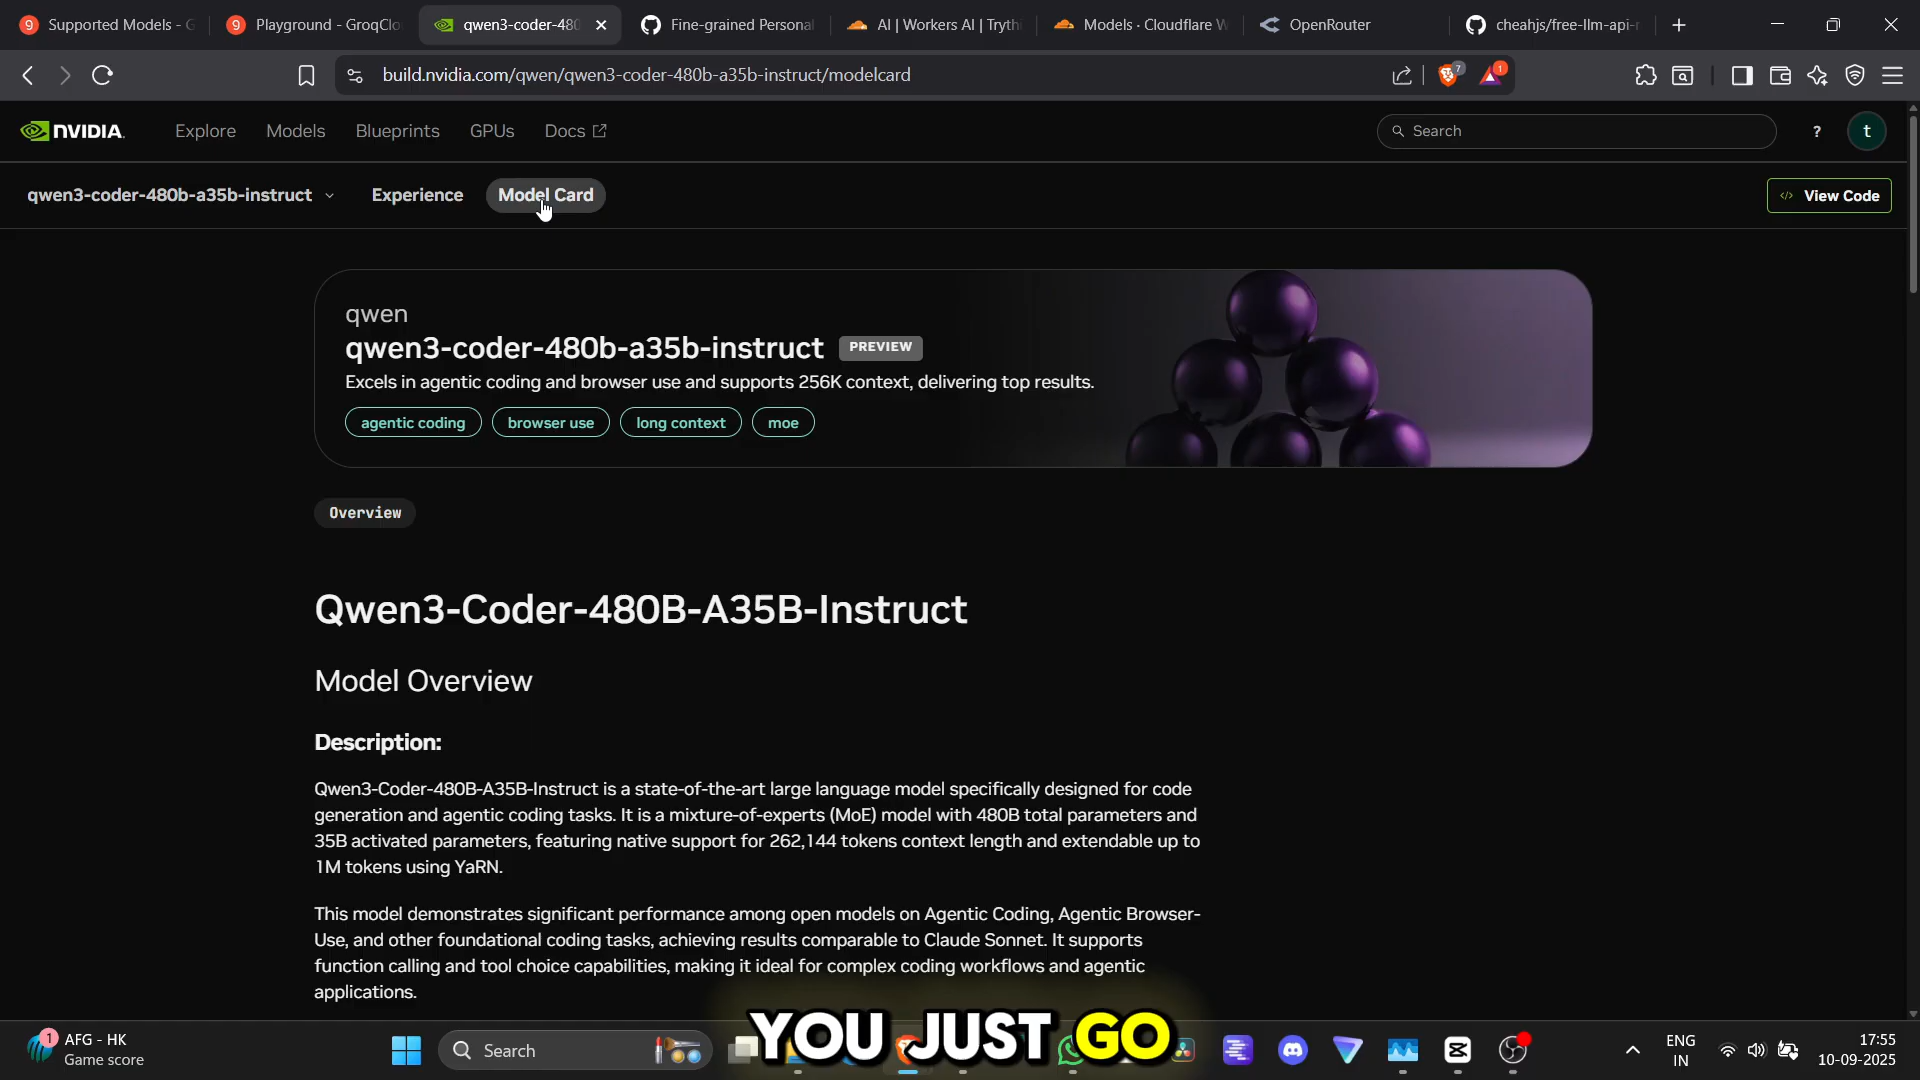 Supported Models - G
Playground - GroqClo
qwen3-coder-480
Fine-grained Persona
AI | Workers AI | Tryth
Models · Cloudflare W
OpenRouter
cheahjs/free-llm-api-r
build.nvidia.com/qwen/qwen3-coder-480b-a35b-instruct/modelcard
7
1
NVIDIA.
Explore
Models
Blueprints
GPUs
Docs
Search
?
t
qwen3-coder-480b-a35b-instruct
Experience
Model Card
View Code
qwen
qwen3-coder-480b-a35b-instruct PREVIEW
Excels in agentic coding and browser use and supports 256K context, delivering top results.
agentic coding
browser use
long context
moe
Overview
Qwen3-Coder-480B-A35B-Instruct
Model Overview
Description:
Qwen3-Coder-480B-A35B-Instruct is a state-of-the-art large language model specifically designed for code
generation and agentic coding tasks. It is a mixture-of-experts (MoE) model with 480B total parameters and
35B activated parameters, featuring native support for 262,144 tokens context length and extendable up to
1M tokens using YaRN.
This model demonstrates significant performance among open models on Agentic Coding, Agentic Browser-
Use, and other foundational coding tasks, achieving results comparable to Claude Sonnet. It supports
function calling and tool choice capabilities, making it ideal for complex coding workflows and agentic
applications.
YOU JUST GO
1
AFG - HK
Game score
Search
ENG
IN
17:55
10-09-2025